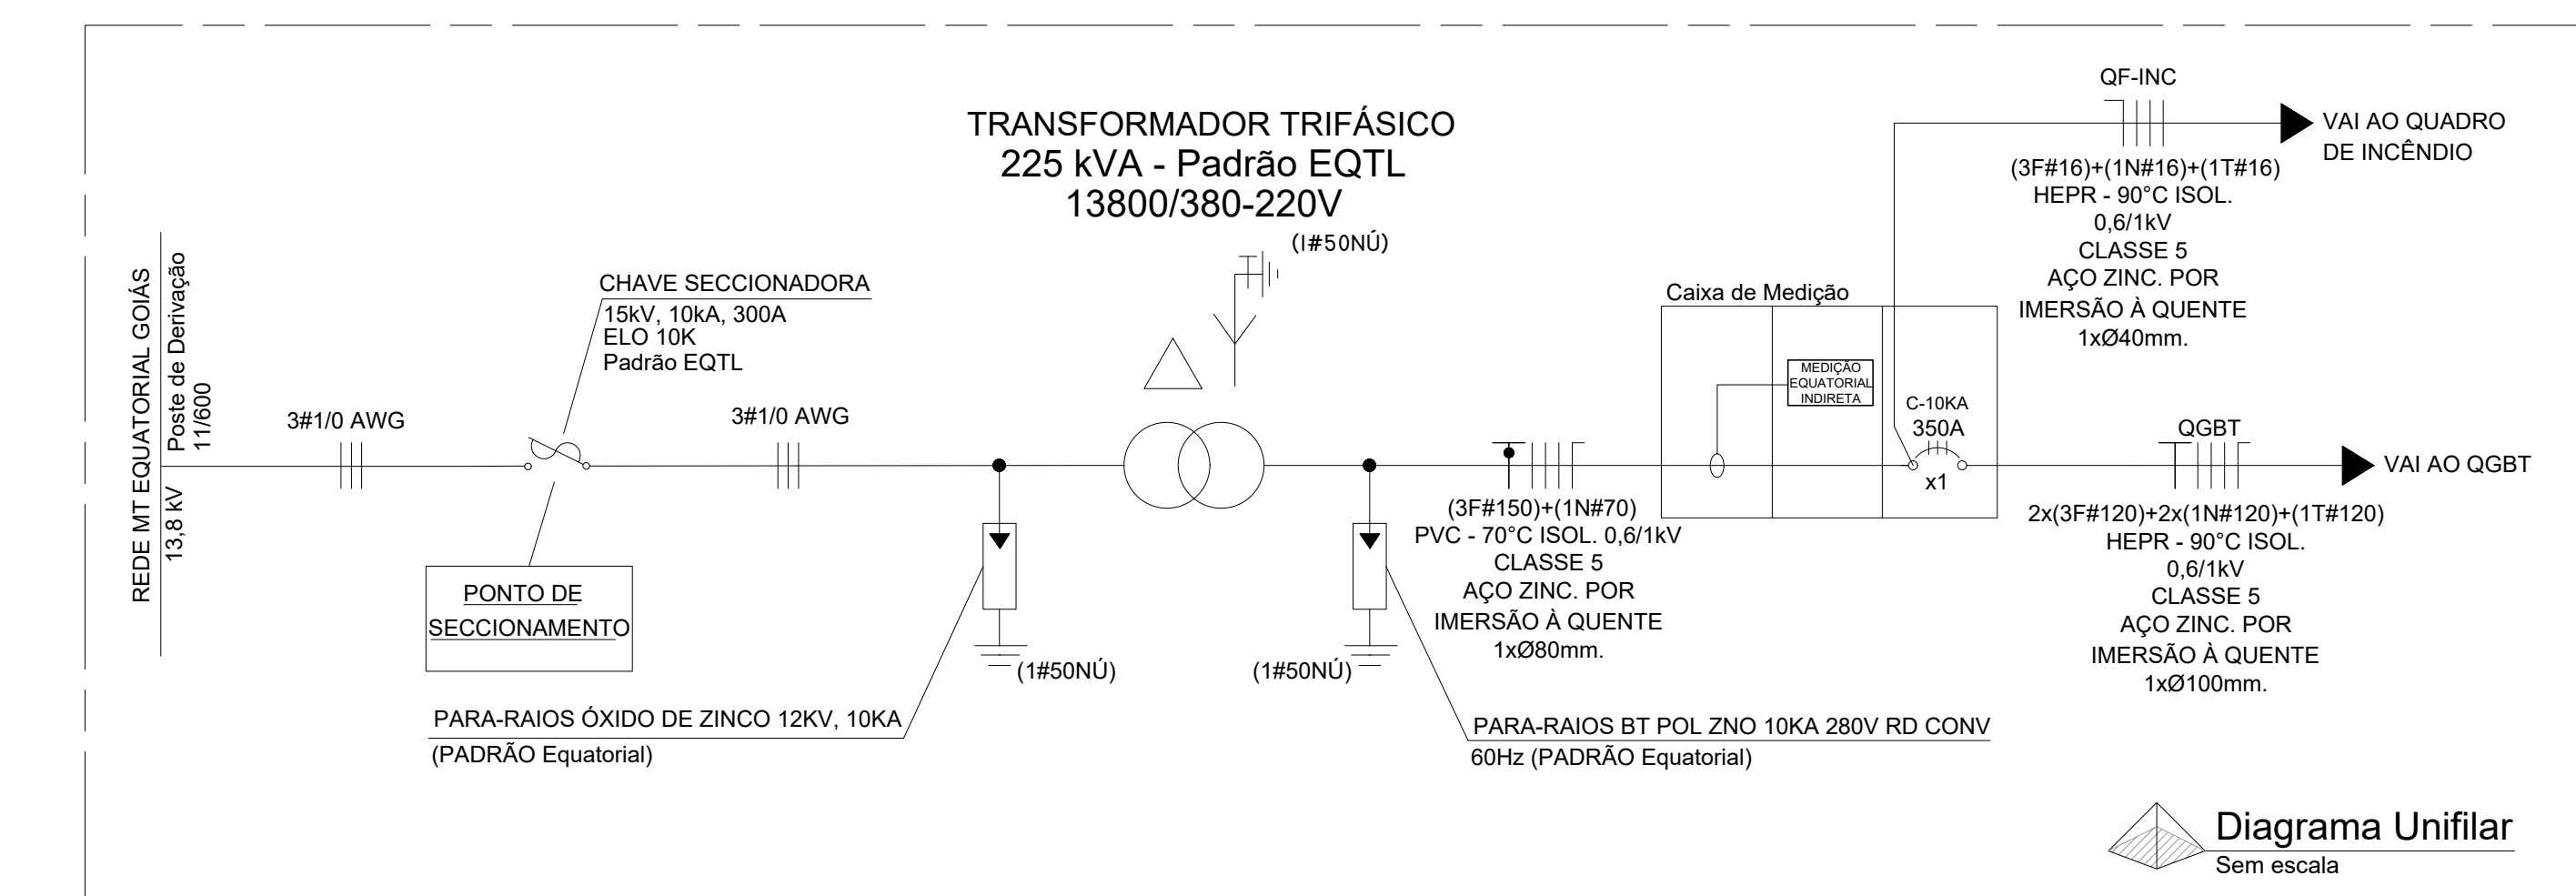 REDE MT EQUATORIAL GOIÁS
Poste de Derivação
11/600
13,8 kV
3#1/0 AWG
CHAVE SECCIONADORA
15kV, 10kA, 300A
ELO 10K
Padrão EQTL
PONTO DE
SECCIONAMENTO
3#1/0 AWG
TRANSFORMADOR TRIFÁSICO
225 kVA - Padrão EQTL
13800/380-220V
(1#50NÚ)
(1#50NÚ)
PARA-RAIOS ÓXIDO DE ZINCO 12KV, 10KA
(PADRÃO Equatorial)
(1#50NÚ)
PARA-RAIOS BT POL ZNO 10KA 280V RD CONV
60Hz (PADRÃO Equatorial)
(3F#150)+(1N#70)
PVC - 70°C ISOL. 0,6/1kV
CLASSE 5
AÇO ZINC. POR
IMERSÃO À QUENTE
1xØ80mm.
Caixa de Medição
MEDIÇÃO
EQUATORIAL
INDIRETA
C-10KA
350A
x1
QF-INC
VAI AO QUADRO
DE INCÊNDIO
(3F#16)+(1N#16)+(1T#16)
HEPR - 90°C ISOL.
0,6/1kV
CLASSE 5
AÇO ZINC. POR
IMERSÃO À QUENTE
1xØ40mm.
QGBT
VAI AO QGBT
2x(3F#120)+2x(1N#120)+(1T#120)
HEPR - 90°C ISOL.
0,6/1kV
CLASSE 5
AÇO ZINC. POR
IMERSÃO À QUENTE
1xØ100mm.
Diagrama Unifilar
Sem escala